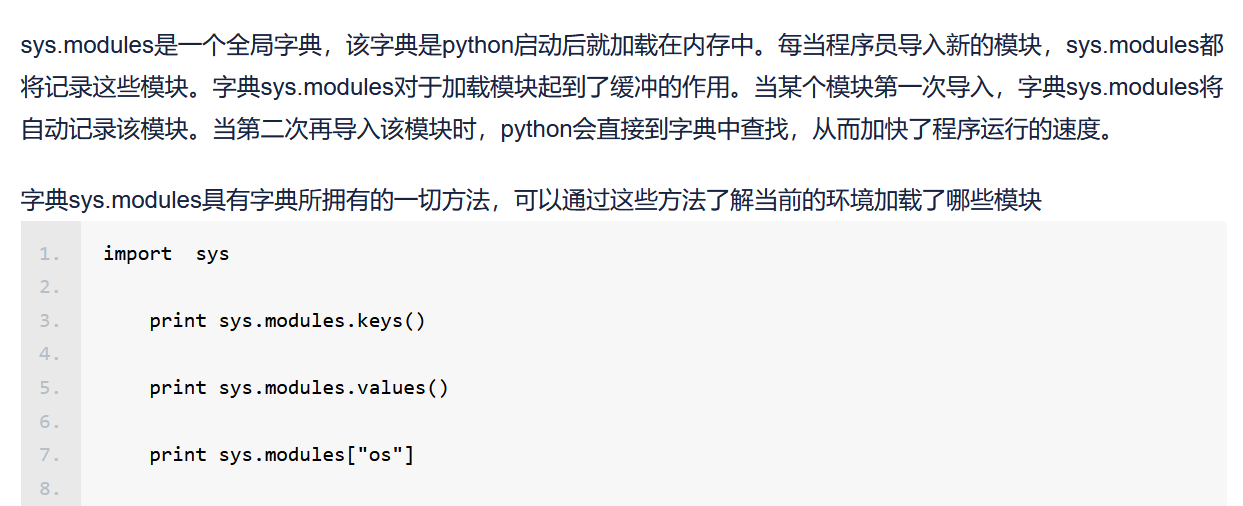 sys.modules是一个全局字典，该字典是python启动后就加载在内存中。每当程序员导入新的模块，sys.modules都
将记录这些模块。字典sys.modules对于加载模块起到了缓冲的作用。当某个模块第一次导入，字典sys.modules将
自动记录该模块。当第二次再导入该模块时，python会直接到字典中查找，从而加快了程序运行的速度。
字典sys.modules具有字典所拥有的一切方法，可以通过这些方法了解当前的环境加载了哪些模块
1. import  sys
2.
3.     print sys.modules.keys()
4.
5.     print sys.modules.values()
6.
7.     print sys.modules["os"]
8.